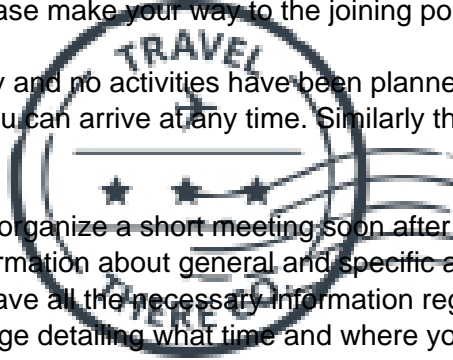 ase make your way to the joining po
TRAVEL
y and no activities have been planne
u can arrive at any time. Similarly th
organize a short meeting soon after
rmation about general and specific a
ave all the necessary information reg
THERE
ge detailing what time and where yo